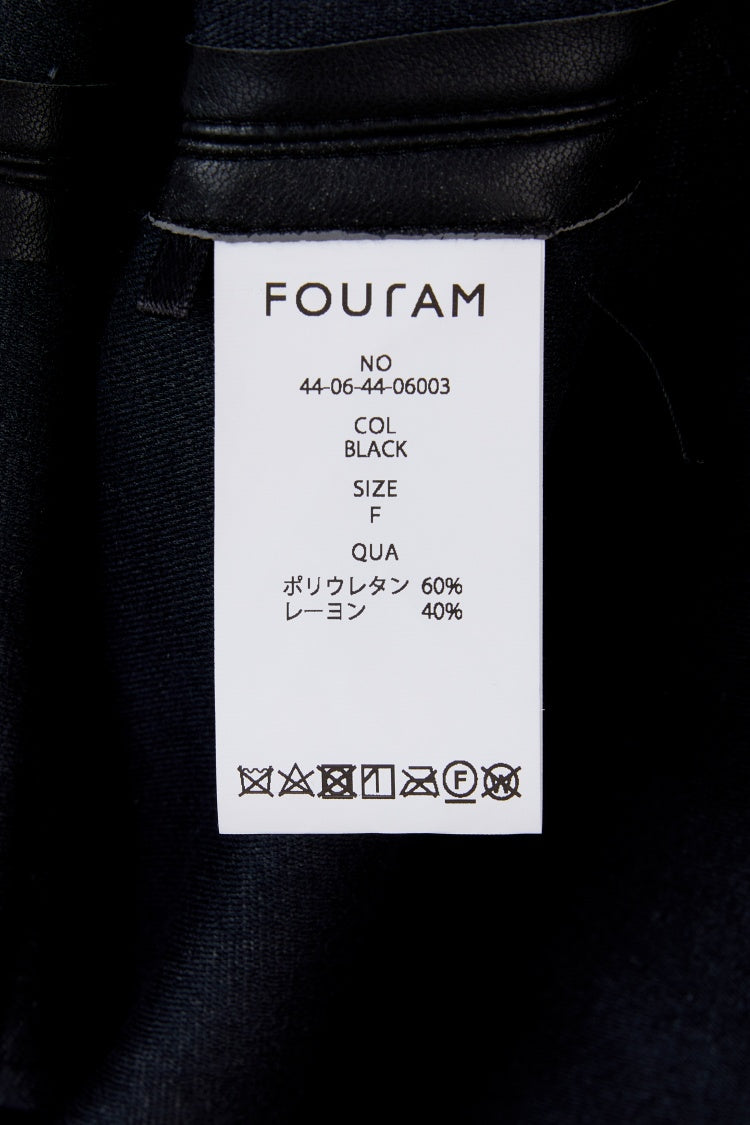 FOURAM
NO
44-06-44-06003
COL
BLACK
SIZE
F
QUA
ポリウレタン 60%
レーヨン 40%
F W